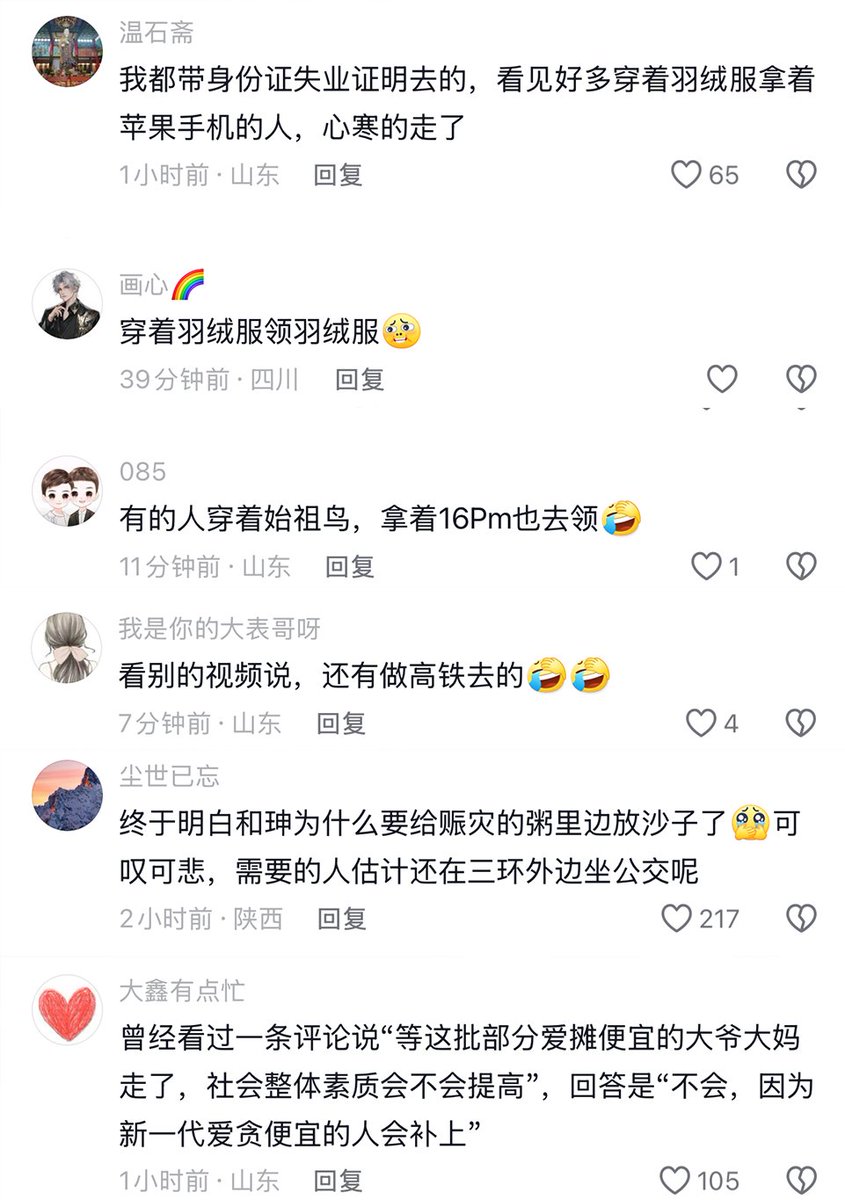 温石斋
我都带身份证失业证明去的，看见好多穿着羽绒服拿着
苹果手机的人，心寒的走了
1小时前·山东 回复 65
画心🌈
穿着羽绒服领羽绒服
39分钟前·四川 回复
085
有的人穿着始祖鸟，拿着16Pm也去领🤣
11分钟前·山东 回复 1
我是你的大表哥呀
看别的视频说，还有做高铁去的🤣🤣
7分钟前·山东 回复 4
尘世已忘
终于明白和珅为什么要给赈灾的粥里边放沙子了🥹可
叹可悲，需要的人估计还在三环外边坐公交呢
2小时前·陕西 回复 217
大鑫有点忙
曾经看过一条评论说“等这批部分爱摊便宜的大爷大妈
走了，社会整体素质会不会提高”，回答是“不会，因为
新一代爱贪便宜的人会补上”
1小时前·山东 回复 105